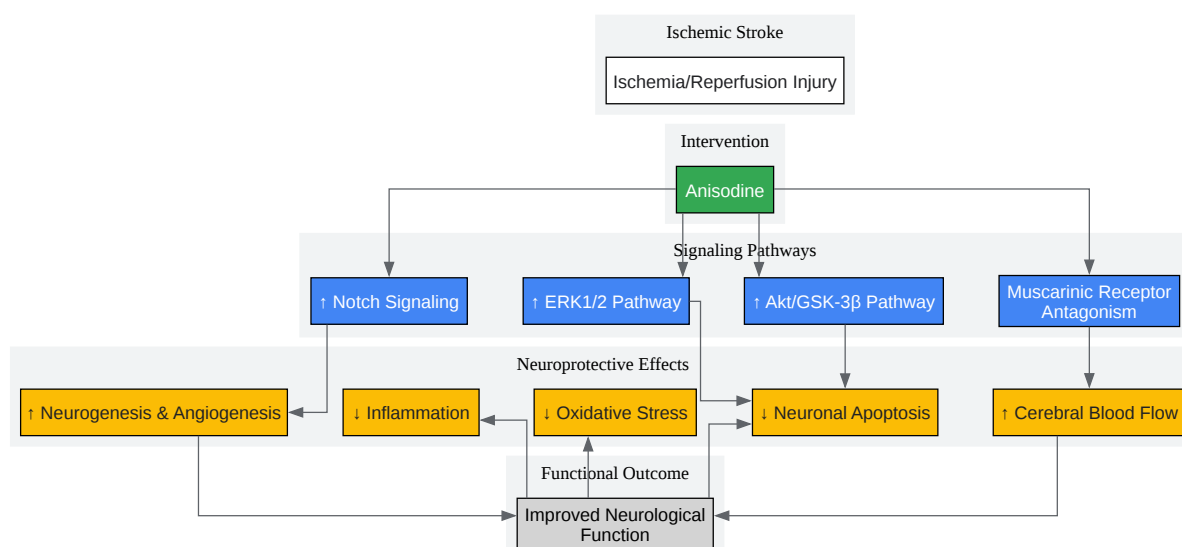 Ischemic Stroke
Ischemia/Reperfusion Injury
Intervention
Anisodine
Signaling Pathways
↑ Notch Signaling
↑ ERK1/2 Pathway
↑ Akt/GSK-3β Pathway
Muscarinic Receptor
Antagonism
Neuroprotective Effects
↑ Neurogenesis & Angiogenesis
↓ Inflammation
↓ Oxidative Stress
↓ Neuronal Apoptosis
↑ Cerebral Blood Flow
Functional Outcome
Improved Neurological
Function